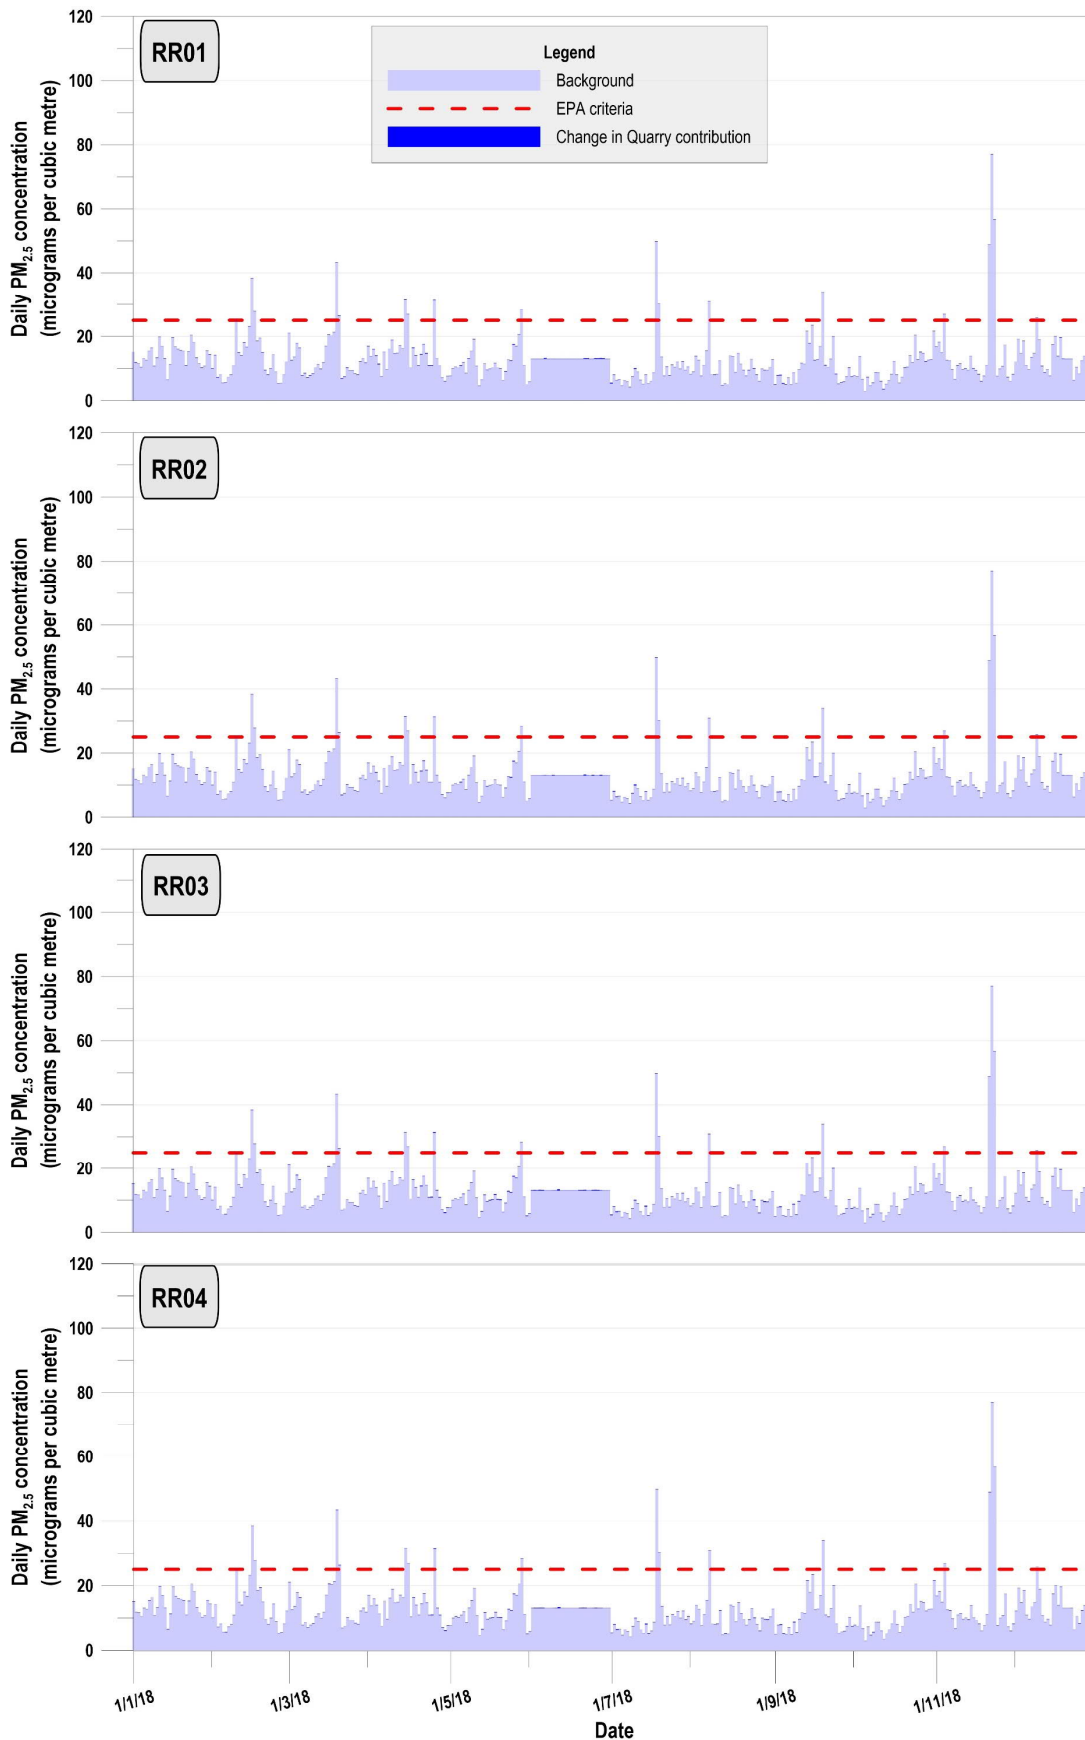 RR01
Legend
Background
EPA criteria
Change in Quarry contribution
Daily PM2.5 concentration
(micrograms per cubic metre)
120
100
80
60
40
20
0
RR02
Daily PM2.5 concentration
(micrograms per cubic metre)
120
100
80
60
40
20
0
RR03
Daily PM2.5 concentration
(micrograms per cubic metre)
120
100
80
60
40
20
0
RR04
Daily PM2.5 concentration
(micrograms per cubic metre)
120
100
80
60
40
20
0
1/1/18 1/3/18 1/5/18 1/7/18 1/9/18 1/11/18
Date